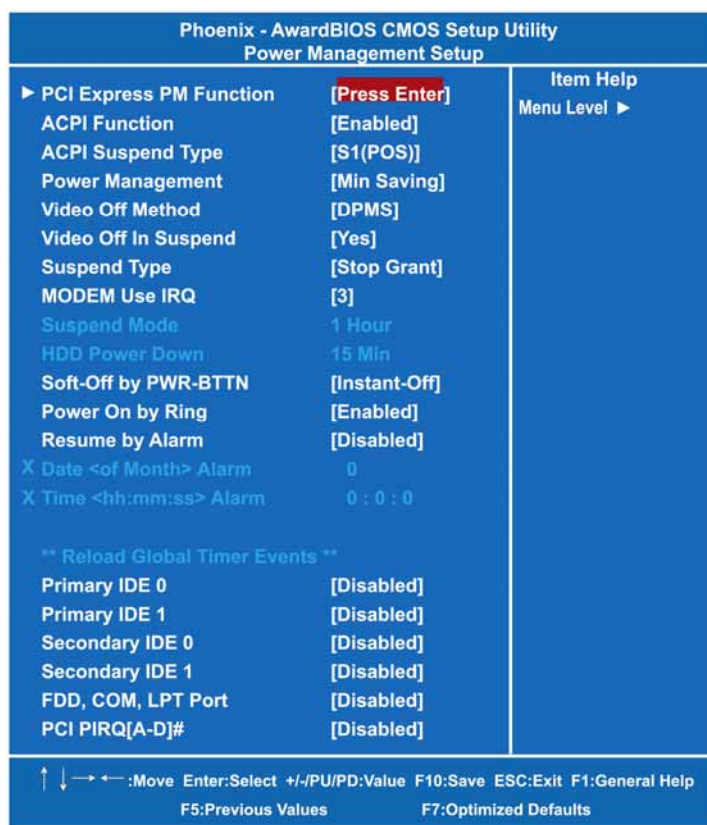 Phoenix - AwardBIOS CMOS Setup Utility
Power Management Setup
▶ PCI Express PM Function [Press Enter]
ACPI Function [Enabled]
ACPI Suspend Type [S1(POS)]
Power Management [Min Saving]
Video Off Method [DPMS]
Video Off In Suspend [Yes]
Suspend Type [Stop Grant]
MODEM Use IRQ [3]
Suspend Mode 1 Hour
HDD Power Down 15 Min
Soft-Off by PWR-BTTN [Instant-Off]
Power On by Ring [Enabled]
Resume by Alarm [Disabled]
X Date <of Month> Alarm 0
X Time <hh:mm:ss> Alarm 0 : 0 : 0
** Reload Global Timer Events **
Primary IDE 0 [Disabled]
Primary IDE 1 [Disabled]
Secondary IDE 0 [Disabled]
Secondary IDE 1 [Disabled]
FDD, COM, LPT Port [Disabled]
PCI PIRQ[A-D]# [Disabled]
Item Help
Menu Level ▶
↑ ↓ → ← :Move Enter:Select +/-/PU/PD:Value F10:Save ESC:Exit F1:General Help
F5:Previous Values F7:Optimized Defaults